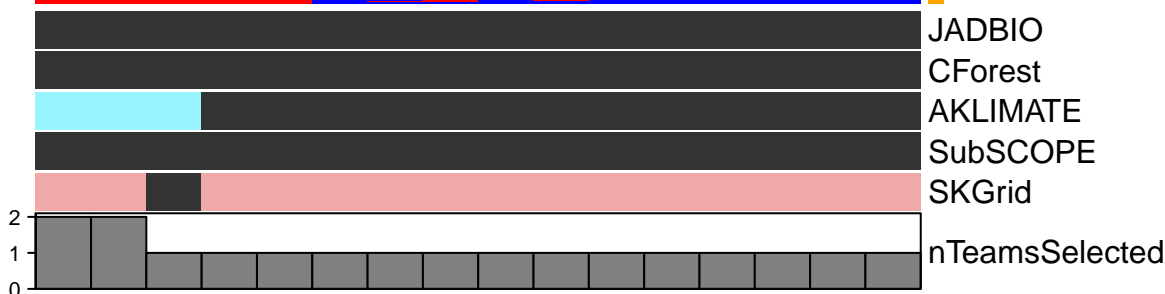 JADBIO
CForest
AKLIMATE
SubSCOPE
SKGrid
2
1
0
nTeamsSelected